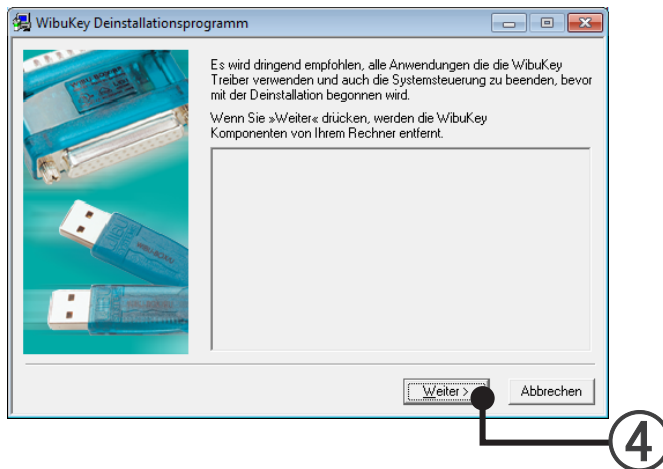 WibuKey Deinstallationsprogramm
Es wird dringend empfohlen, alle Anwendungen die die WibuKey
Treiber verwenden und auch die Systemsteuerung zu beenden, bevor
mit der Deinstallation begonnen wird.
Wenn Sie »Weiter« drücken, werden die WibuKey
Komponenten von Ihrem Rechner entfernt.
Weiter >
Abbrechen
4